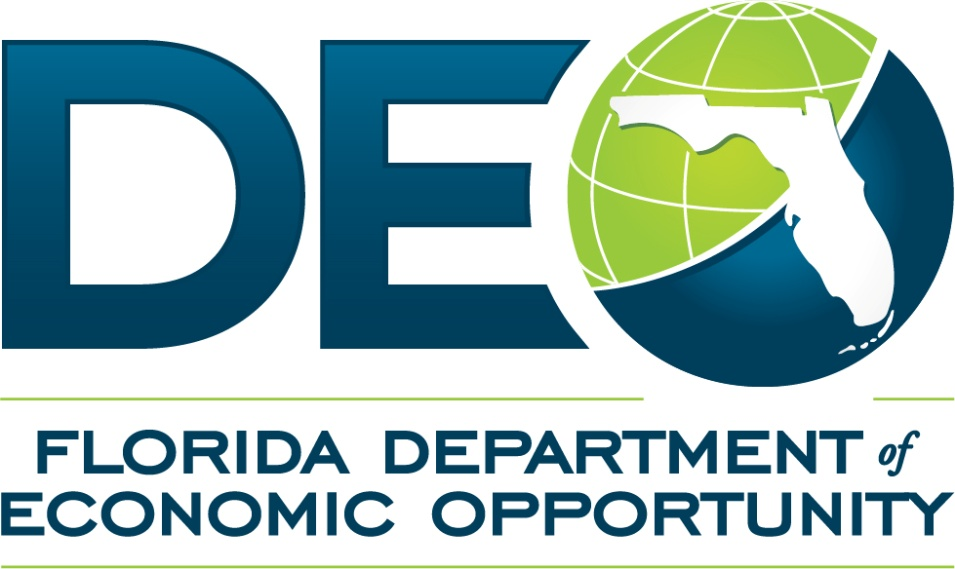 DEO
FLORIDA DEPARTMENT of
ECONOMIC OPPORTUNITY